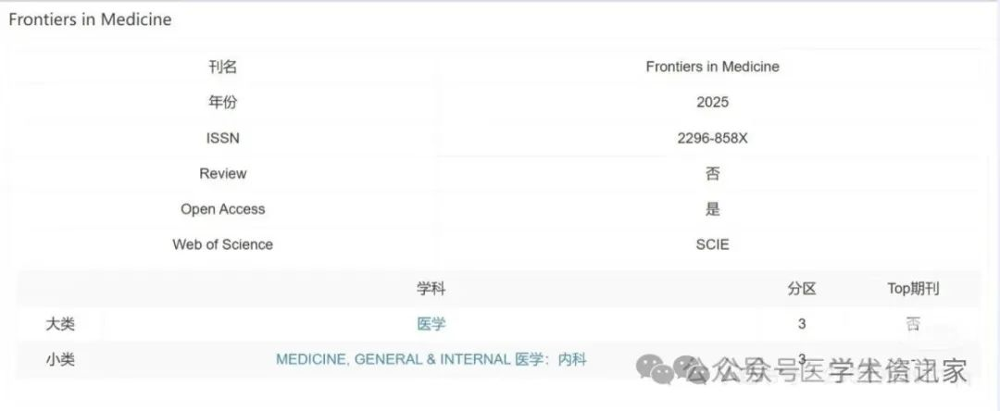 Frontiers in Medicine
刊名 Frontiers in Medicine
年份 2025
ISSN 2296-858X
Review 否
Open Access 是
Web of Science SCIE
学科 分区 Top期刊
大类 医学 3 否
小类 MEDICINE, GENERAL & INTERNAL 医学：内科 3
公众号医学术资讯家